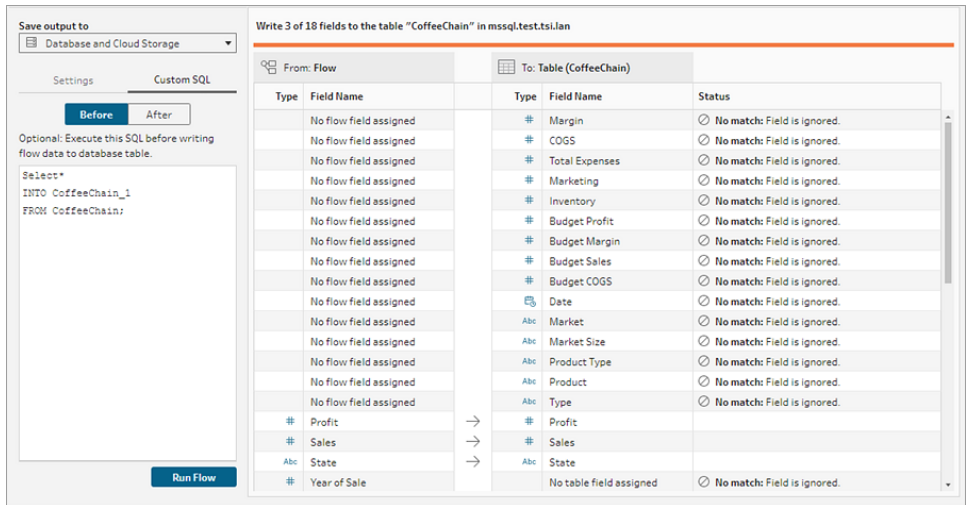 Save output to
Database and Cloud Storage
Settings Custom SQL
Before After
Optional: Execute this SQL before writing
flow data to database table.
Select*
INTO CoffeeChain_1
FROM CoffeeChain;
Run Flow
Write 3 of 18 fields to the table "CoffeeChain" in mssql.test.tsi.lan
From: Flow To: Table (CoffeeChain)
Type Field Name Type Field Name Status
No flow field assigned # Margin No match: Field is ignored.
No flow field assigned # COGS No match: Field is ignored.
No flow field assigned # Total Expenses No match: Field is ignored.
No flow field assigned # Marketing No match: Field is ignored.
No flow field assigned # Inventory No match: Field is ignored.
No flow field assigned # Budget Profit No match: Field is ignored.
No flow field assigned # Budget Margin No match: Field is ignored.
No flow field assigned # Budget Sales No match: Field is ignored.
No flow field assigned # Budget COGS No match: Field is ignored.
No flow field assigned Date No match: Field is ignored.
No flow field assigned Abc Market No match: Field is ignored.
No flow field assigned Abc Market Size No match: Field is ignored.
No flow field assigned Abc Product Type No match: Field is ignored.
No flow field assigned Abc Product No match: Field is ignored.
No flow field assigned Abc Type No match: Field is ignored.
# Profit → # Profit
# Sales → # Sales
Abc State → Abc State
# Year of Sale No table field assigned No match: Field is ignored.